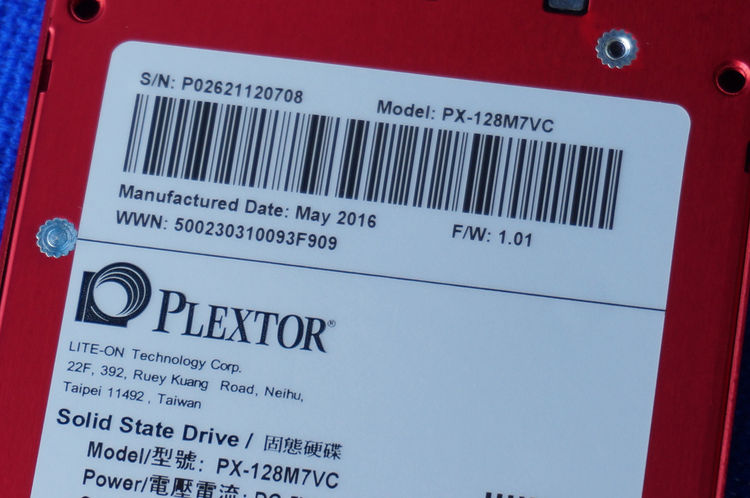 S/N: P02621120708
Model: PX-128M7VC
Manufactured Date: May 2016
F/W: 1.01
WWN: 500230310093F909
PLEXTOR®
LITE-ON Technology Corp.
22F, 392, Ruey Kuang Road, Neihu,
Taipei 11492 , Taiwan
Solid State Drive / 固態硬碟
Model/型號: PX-128M7VC
Power/電壓電流: DC